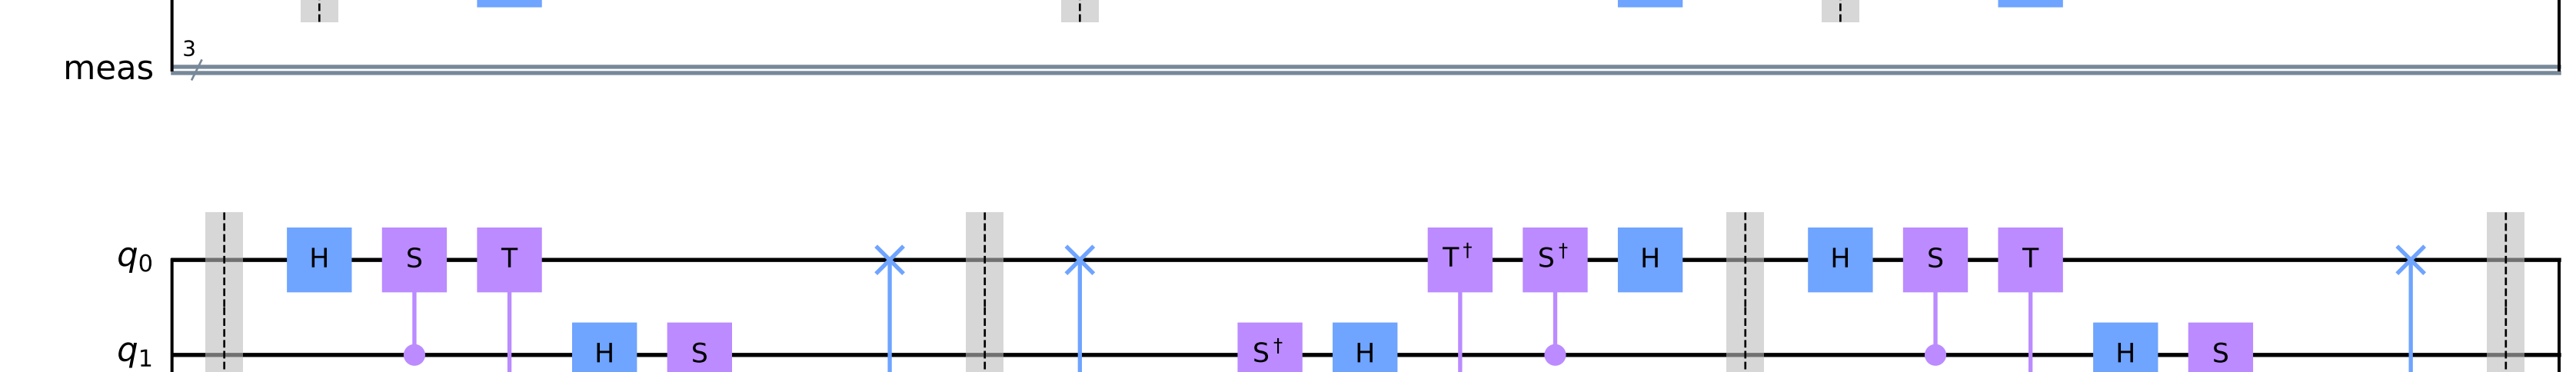 3
meas
q0 H S T T† S† H H S T
q1 H S S† H H S